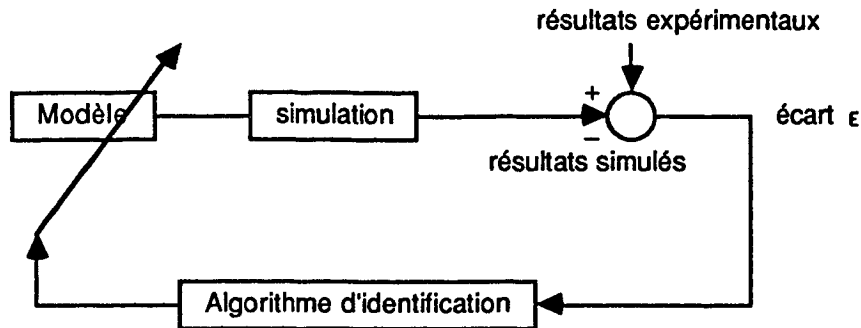 résultats expérimentaux
Modèle
simulation
+
−
écart ε
résultats simulés
Algorithme d'identification